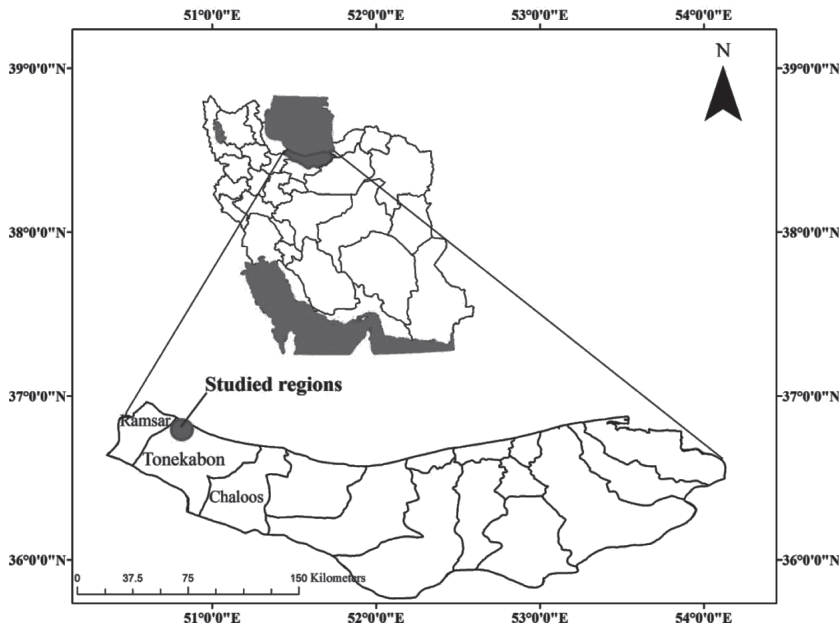 51°0'0"E 52°0'0"E 53°0'0"E 54°0'0"E
N
39°0'0"N 39°0'0"N
38°0'0"N 38°0'0"N
37°0'0"N 37°0'0"N
Studied regions
Ramsar
Tonekabon
Chaloos
36°0'0"N 36°0'0"N
0 37.5 75 150 Kilometers
51°0'0"E 52°0'0"E 53°0'0"E 54°0'0"E